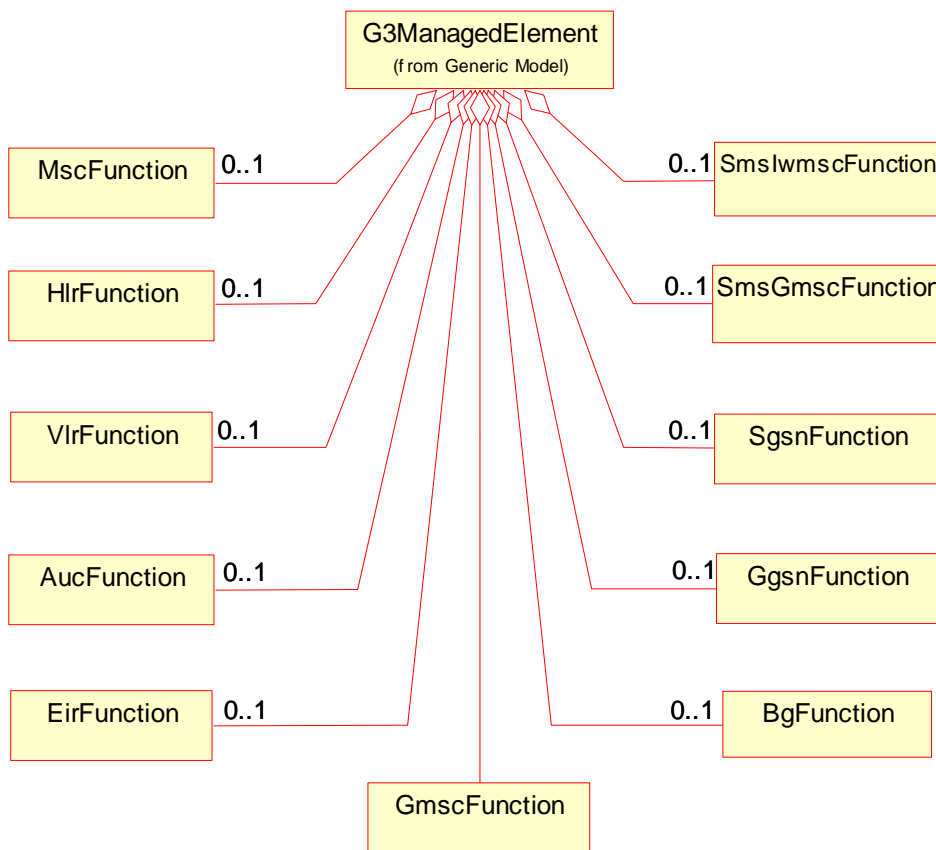 G3ManagedElement
(from Generic Model)
MscFunction
0..1
0..1
SmsIwmscFunction
HlrFunction
0..1
0..1
SmsGmscFunction
VlrFunction
0..1
0..1
SgsnFunction
AucFunction
0..1
0..1
GgsnFunction
EirFunction
0..1
0..1
BgFunction
GmscFunction